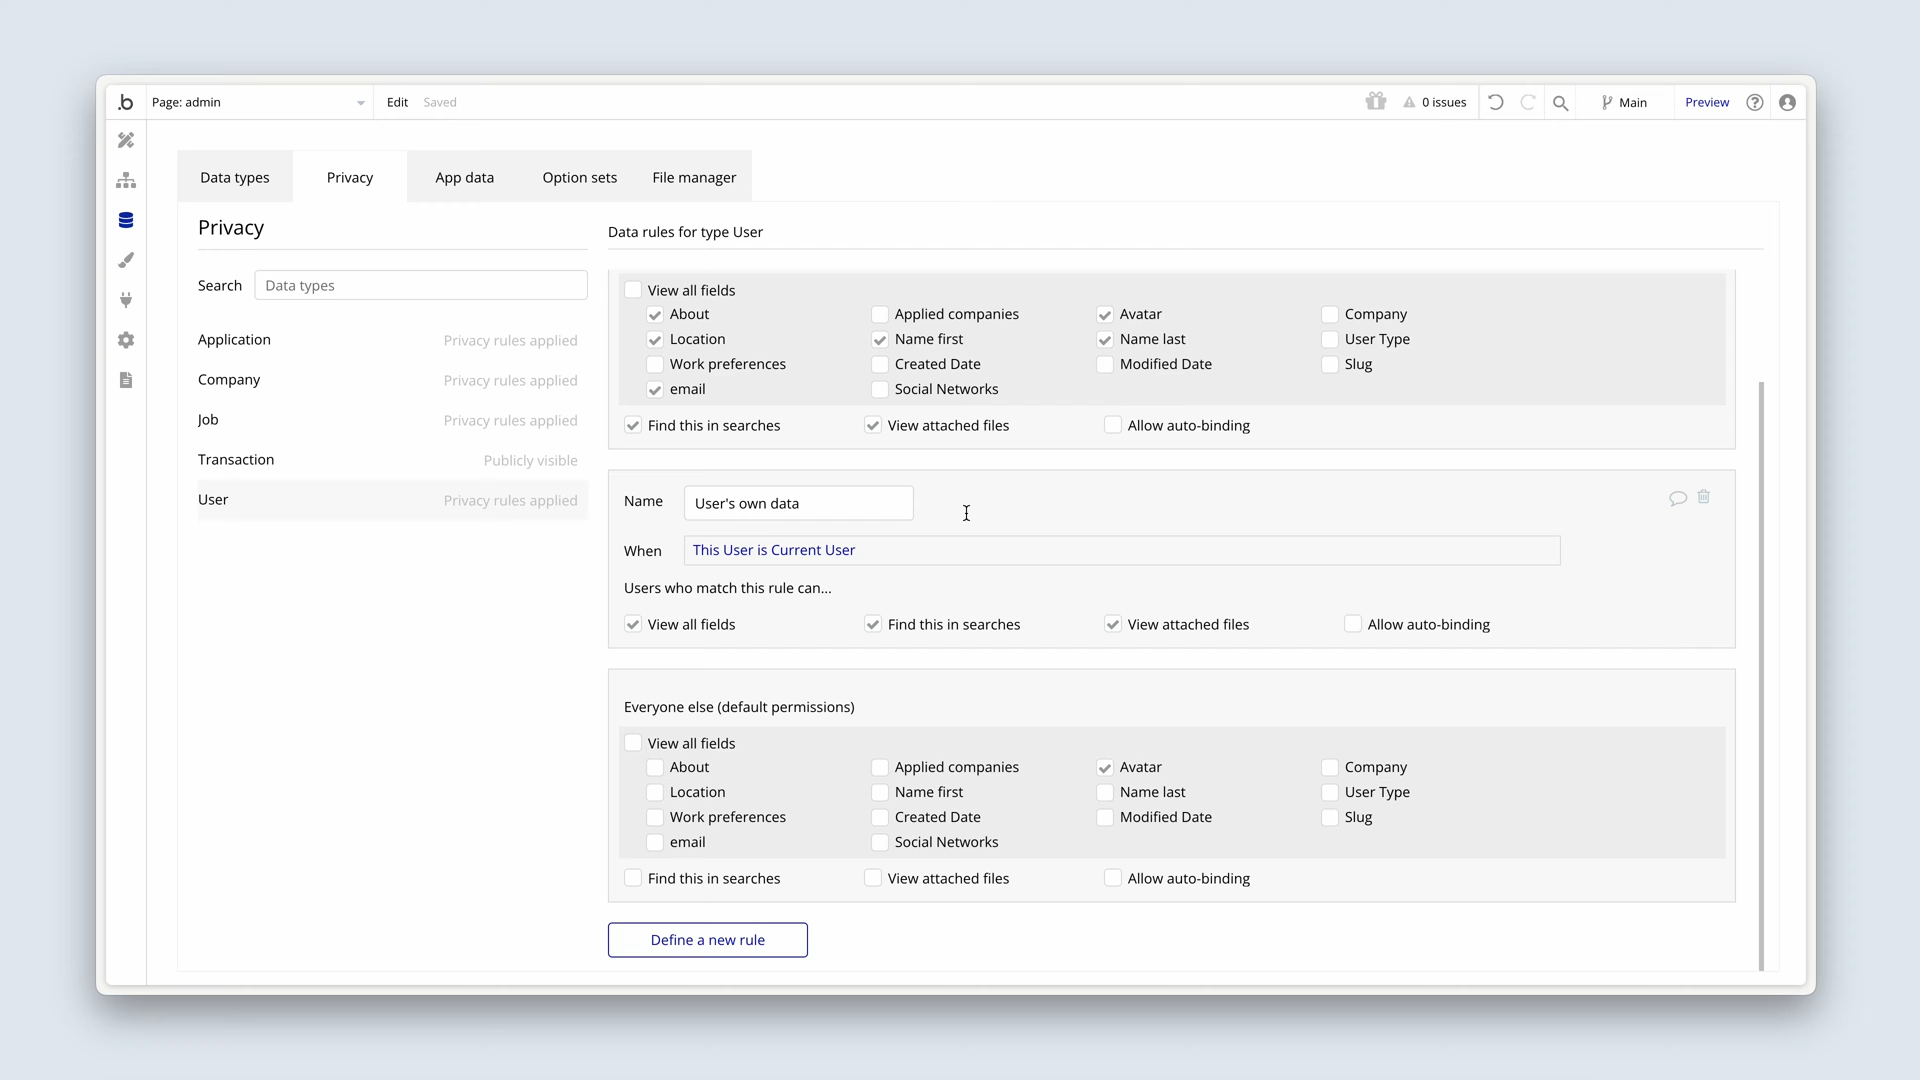 .b Page: admin Edit Saved 0 issues Main Preview
Data types Privacy App data Option sets File manager
Privacy
Search Data types
Application Privacy rules applied
Company Privacy rules applied
Job Privacy rules applied
Transaction Publicly visible
User Privacy rules applied
Data rules for type User
View all fields
About Applied companies Avatar Company
Location Name first Name last User Type
Work preferences Created Date Modified Date Slug
email Social Networks
Find this in searches View attached files Allow auto-binding
Name User's own data
When This User is Current User
Users who match this rule can...
View all fields Find this in searches View attached files Allow auto-binding
Everyone else (default permissions)
View all fields
About Applied companies Avatar Company
Location Name first Name last User Type
Work preferences Created Date Modified Date Slug
email Social Networks
Find this in searches View attached files Allow auto-binding
Define a new rule